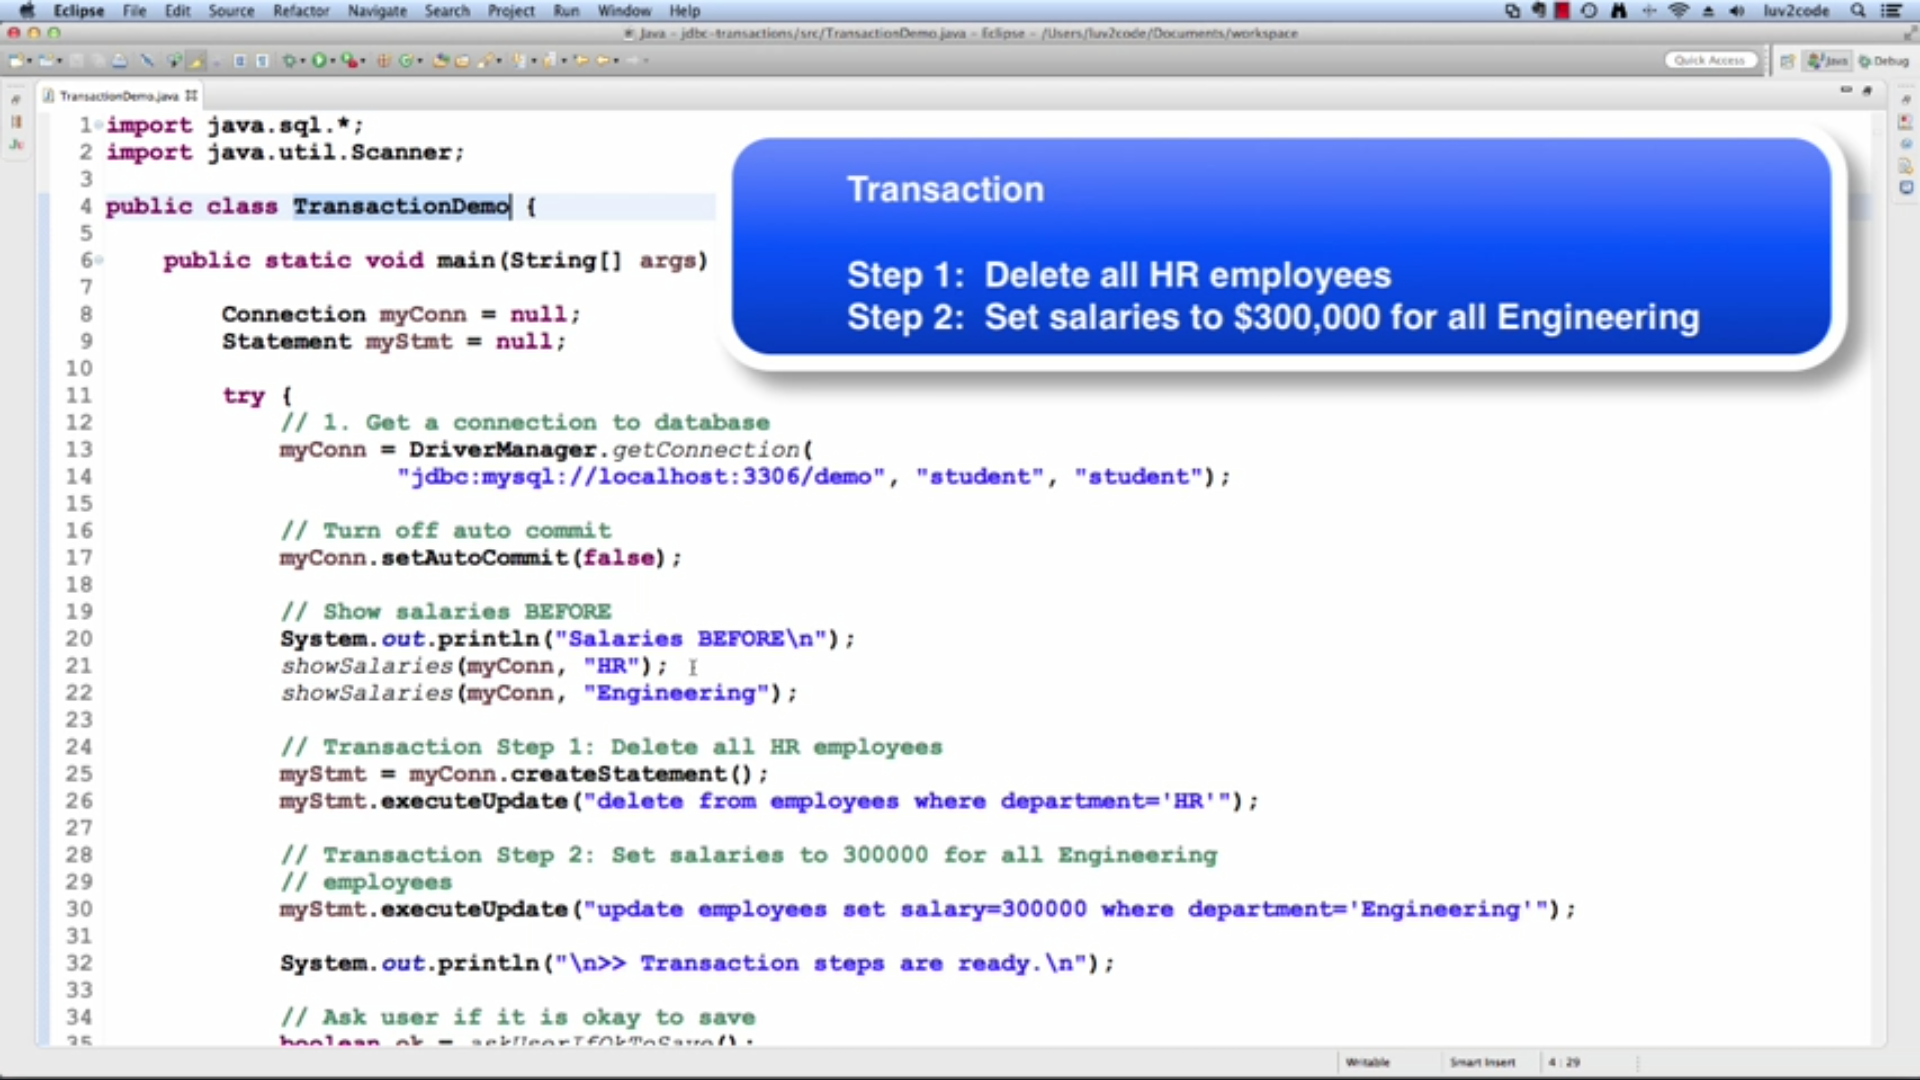 Eclipse File Edit Source Refactor Navigate Search Project Run Window Help luv2code
Java - jdbc-transactions/src/TransactionDemo.java - Eclipse - /Users/luv2code/Documents/workspace
Quick Access Java Debug
TransactionDemo.java
1 import java.sql.*;
2 import java.util.Scanner;
3
4 public class TransactionDemo {
5
6 public static void main(String[] args)
7
8 Connection myConn = null;
9 Statement myStmt = null;
10
11 try {
12 // 1. Get a connection to database
13 myConn = DriverManager.getConnection(
14 "jdbc:mysql://localhost:3306/demo", "student", "student");
15
16 // Turn off auto commit
17 myConn.setAutoCommit(false);
18
19 // Show salaries BEFORE
20 System.out.println("Salaries BEFORE\n");
21 showSalaries(myConn, "HR");
22 showSalaries(myConn, "Engineering");
23
24 // Transaction Step 1: Delete all HR employees
25 myStmt = myConn.createStatement();
26 myStmt.executeUpdate("delete from employees where department='HR'");
27
28 // Transaction Step 2: Set salaries to 300000 for all Engineering
29 // employees
30 myStmt.executeUpdate("update employees set salary=300000 where department='Engineering'");
31
32 System.out.println("\n>> Transaction steps are ready.\n");
33
34 // Ask user if it is okay to save
35 boolean ok = askUserIfOkToSave();
Transaction
Step 1: Delete all HR employees
Step 2: Set salaries to $300,000 for all Engineering
Writable Smart Insert 4 : 29